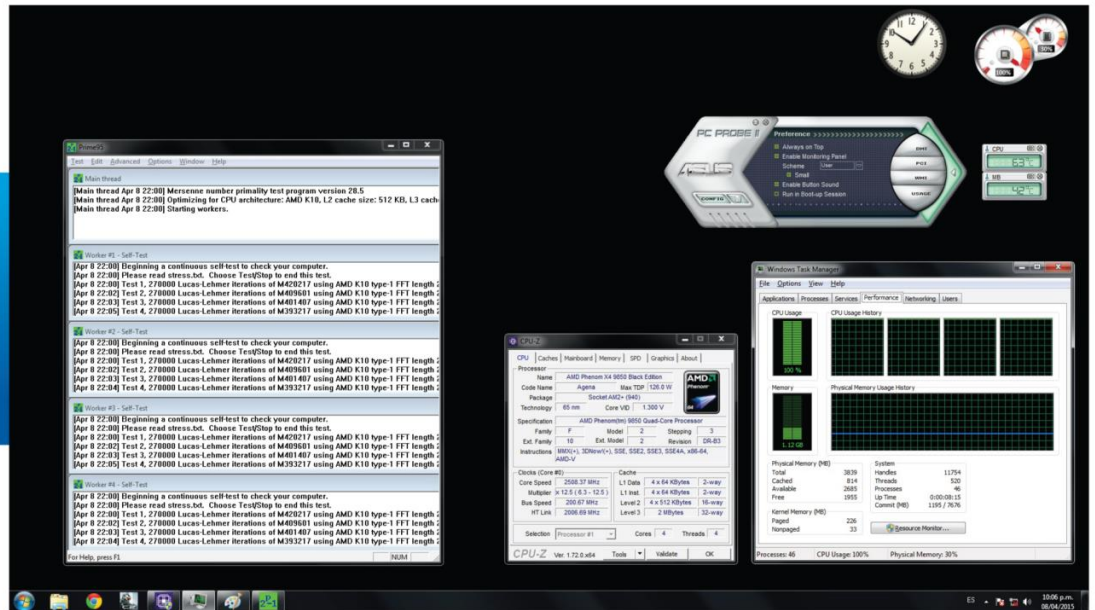 Prime95
Test Edit Advanced Options Window Help
Main thread
[Main thread Apr 8 22:00] Mersenne number primality test program version 28.5
[Main thread Apr 8 22:00] Optimizing for CPU architecture: AMD K10, L2 cache size: 512 KB, L3 cach
[Main thread Apr 8 22:00] Starting workers.
Worker #1 - Self-Test
[Apr 8 22:00] Beginning a continuous self-test to check your computer.
[Apr 8 22:00] Please read stress.txt. Choose Test/Stop to end this test.
[Apr 8 22:00] Test 1, 270000 Lucas-Lehmer iterations of M420217 using AMD K10 type-1 FFT length 2
[Apr 8 22:02] Test 2, 270000 Lucas-Lehmer iterations of M409601 using AMD K10 type-1 FFT length 2
[Apr 8 22:03] Test 3, 270000 Lucas-Lehmer iterations of M401407 using AMD K10 type-1 FFT length 2
[Apr 8 22:05] Test 4, 270000 Lucas-Lehmer iterations of M393217 using AMD K10 type-1 FFT length 2
Worker #2 - Self-Test
[Apr 8 22:00] Beginning a continuous self-test to check your computer.
[Apr 8 22:00] Please read stress.txt. Choose Test/Stop to end this test.
[Apr 8 22:00] Test 1, 270000 Lucas-Lehmer iterations of M420217 using AMD K10 type-1 FFT length 2
[Apr 8 22:02] Test 2, 270000 Lucas-Lehmer iterations of M409601 using AMD K10 type-1 FFT length 2
[Apr 8 22:03] Test 3, 270000 Lucas-Lehmer iterations of M401407 using AMD K10 type-1 FFT length 2
[Apr 8 22:04] Test 4, 270000 Lucas-Lehmer iterations of M393217 using AMD K10 type-1 FFT length 2
Worker #3 - Self-Test
[Apr 8 22:00] Beginning a continuous self-test to check your computer.
[Apr 8 22:00] Please read stress.txt. Choose Test/Stop to end this test.
[Apr 8 22:00] Test 1, 270000 Lucas-Lehmer iterations of M420217 using AMD K10 type-1 FFT length 2
[Apr 8 22:02] Test 2, 270000 Lucas-Lehmer iterations of M409601 using AMD K10 type-1 FFT length 2
[Apr 8 22:03] Test 3, 270000 Lucas-Lehmer iterations of M401407 using AMD K10 type-1 FFT length 2
[Apr 8 22:05] Test 4, 270000 Lucas-Lehmer iterations of M393217 using AMD K10 type-1 FFT length 2
Worker #4 - Self-Test
[Apr 8 22:00] Beginning a continuous self-test to check your computer.
[Apr 8 22:00] Please read stress.txt. Choose Test/Stop to end this test.
[Apr 8 22:00] Test 1, 270000 Lucas-Lehmer iterations of M420217 using AMD K10 type-1 FFT length 2
[Apr 8 22:02] Test 2, 270000 Lucas-Lehmer iterations of M409601 using AMD K10 type-1 FFT length 2
[Apr 8 22:03] Test 3, 270000 Lucas-Lehmer iterations of M401407 using AMD K10 type-1 FFT length 2
[Apr 8 22:04] Test 4, 270000 Lucas-Lehmer iterations of M393217 using AMD K10 type-1 FFT length 2
For Help, press F1 NUM
11 12 1
9 2 3
7 6 5 4
100%
30%
PC PROBE II
Preference
Always on Top
Enable Monitoring Panel
Scheme User
Small
Enable Button Sound
Run in Boot-up Session
CONFIG
DMI
PCI
WMI
USAGE
CPU
63°C
MB
42°C
CPU-Z
CPU Caches Mainboard Memory SPD Graphics About
Processor
Name AMD Phenom X4 9850 Black Edition
Code Name Agena Max TDP 126.0 W
Package Socket AM2+ (940)
Technology 65 nm Core VID 1.300 V
AMD Phenom
Specification AMD Phenom(tm) 9850 Quad-Core Processor
Family F Model 2 Stepping 3
Ext. Family 10 Ext. Model 2 Revision DR-B3
Instructions MMX(+), 3DNow!(+), SSE, SSE2, SSE3, SSE4A, x86-64,
AMD-V
Clocks (Core #0)
Core Speed 2508.37 MHz
Multiplier x 12.5 ( 6.3 - 12.5 )
Bus Speed 200.67 MHz
HT Link 2006.69 MHz
Cache
L1 Data 4 x 64 KBytes 2-way
L1 Inst. 4 x 64 KBytes 2-way
Level 2 4 x 512 KBytes 16-way
Level 3 2 MBytes 32-way
Selection Processor #1 Cores 4 Threads 4
CPU-Z Ver. 1.72.0.x64 Tools Validate OK
Windows Task Manager
File Options View Help
Applications Processes Services Performance Networking Users
CPU Usage CPU Usage History
100 %
Memory Physical Memory Usage History
1.12 GB
Physical Memory (MB)
Total 3839
Cached 814
Available 2685
Free 1955
Kernel Memory (MB)
Paged 226
Nonpaged 33
System
Handles 11754
Threads 520
Processes 46
Up Time 0:00:08:15
Commit (MB) 1195 / 7676
Resource Monitor...
Processes: 46 CPU Usage: 100% Physical Memory: 30%
ES
10:06 p.m.
08/04/2015